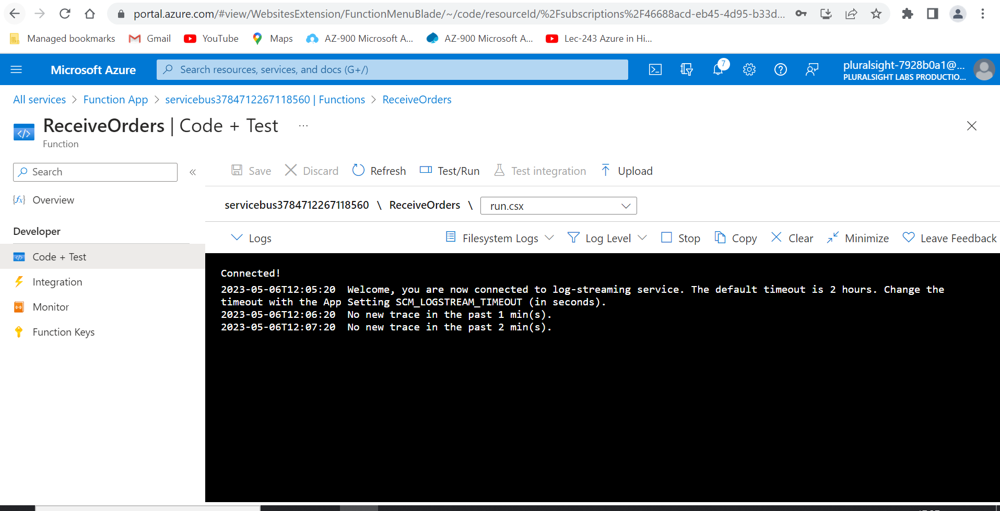 portal.azure.com/#view/WebsitesExtension/FunctionMenuBlade/~/code/resourceId/%2Fsubscriptions%2F46688acd-eb45-4d95-b33d...
Managed bookmarks Gmail YouTube Maps AZ-900 Microsoft A... AZ-900 Microsoft A... Lec-243 Azure in Hi...
Microsoft Azure Search resources, services, and docs (G+/) 7 pluralsight-7928b0a1@...
PLURALSIGHT LABS PRODUCTIO...
All services > Function App > servicebus3784712267118560 | Functions > ReceiveOrders
ReceiveOrders | Code + Test ...
Function
Search «
Save Discard Refresh Test/Run Test integration Upload
Overview
servicebus3784712267118560 \ ReceiveOrders \ run.csx
Developer
Logs Filesystem Logs Log Level Stop Copy Clear Minimize Leave Feedback
Code + Test
Integration
Monitor
Function Keys
Connected!
2023-05-06T12:05:20 Welcome, you are now connected to log-streaming service. The default timeout is 2 hours. Change the
timeout with the App Setting SCM_LOGSTREAM_TIMEOUT (in seconds).
2023-05-06T12:06:20 No new trace in the past 1 min(s).
2023-05-06T12:07:20 No new trace in the past 2 min(s).